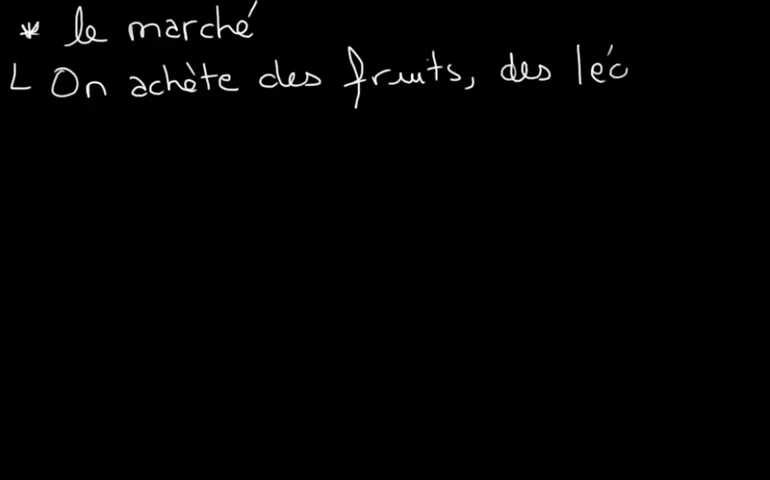 * le marché
L On achète des fruits, des léc